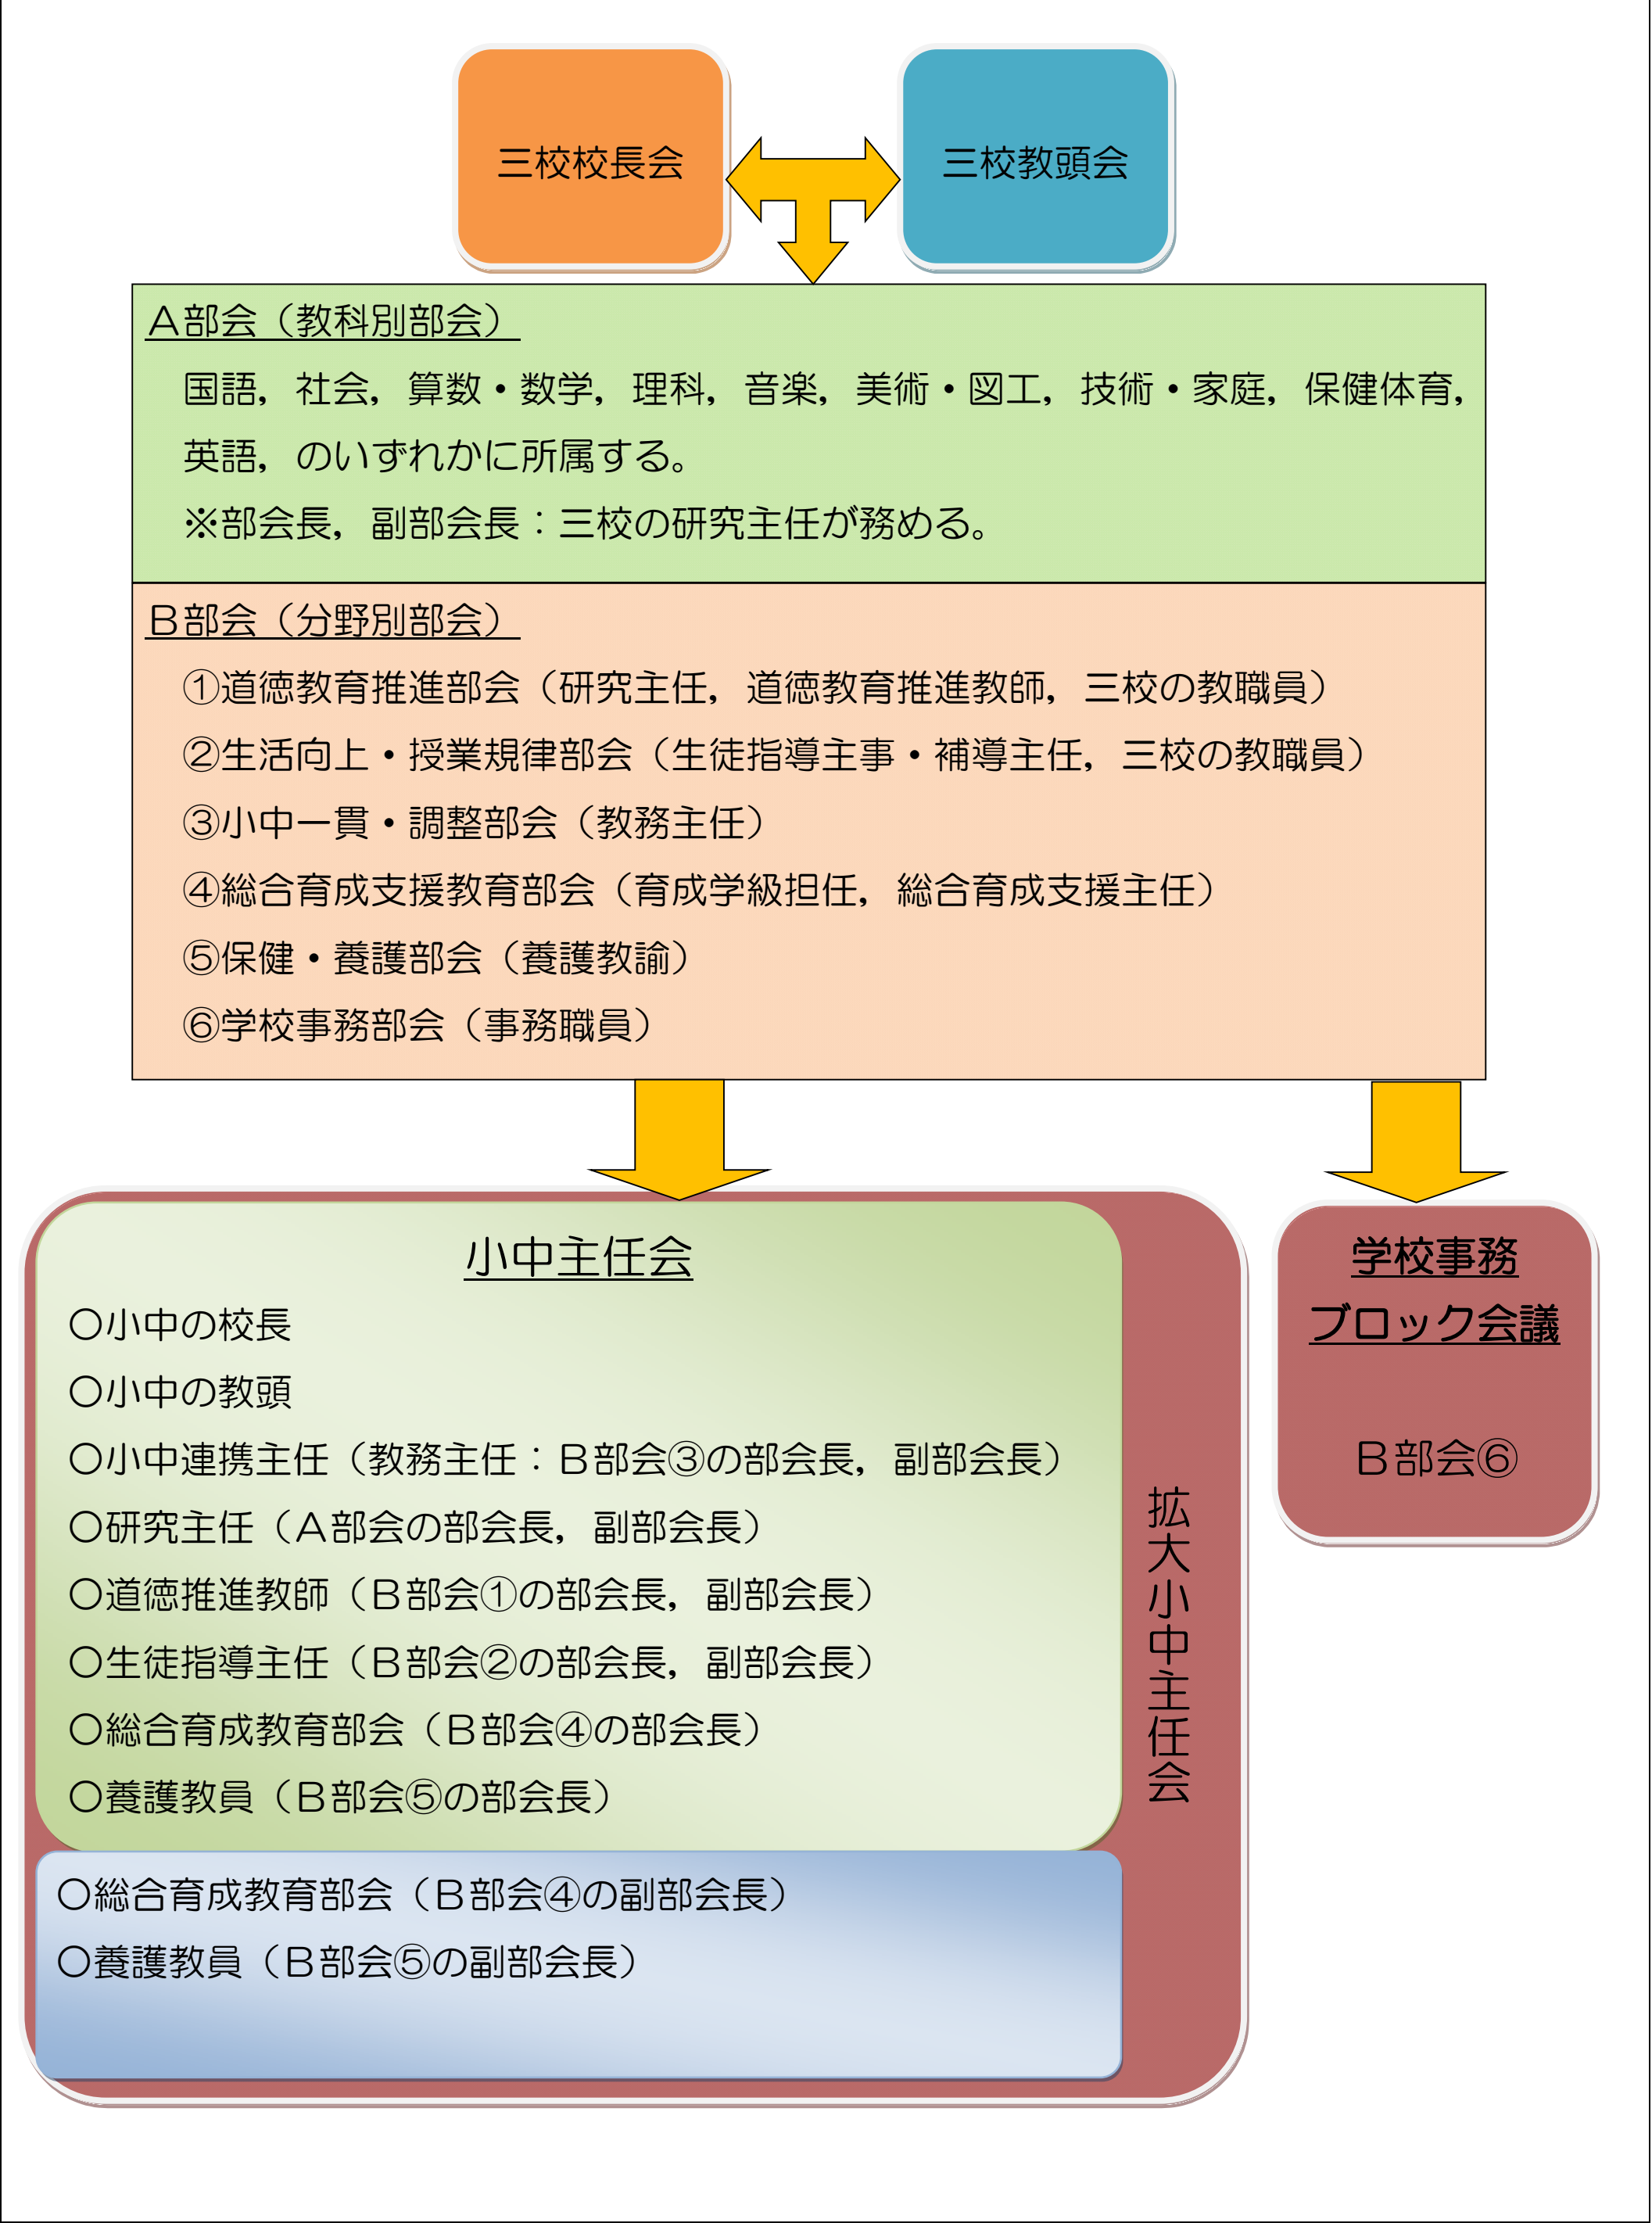 三校校長会
三校教頭会
A部会（教科別部会）
国語，社会，算数・数学，理科，音楽，美術・図工，技術・家庭，保健体育，
英語，のいずれかに所属する。
※部会長，副部会長：三校の研究主任が務める。
B部会（分野別部会）
①道徳教育推進部会（研究主任，道徳教育推進教師，三校の教職員）
②生活向上・授業規律部会（生徒指導主事・補導主任，三校の教職員）
③小中一貫・調整部会（教務主任）
④総合育成支援教育部会（育成学級担任，総合育成支援主任）
⑤保健・養護部会（養護教諭）
⑥学校事務部会（事務職員）
小中主任会
○小中の校長
○小中の教頭
○小中連携主任（教務主任：B部会③の部会長，副部会長）
○研究主任（A部会の部会長，副部会長）
○道徳推進教師（B部会①の部会長，副部会長）
○生徒指導主任（B部会②の部会長，副部会長）
○総合育成教育部会（B部会④の部会長）
○養護教員（B部会⑤の部会長）
○総合育成教育部会（B部会④の副部会長）
○養護教員（B部会⑤の副部会長）
拡大小中主任会
学校事務
ブロック会議
B部会⑥